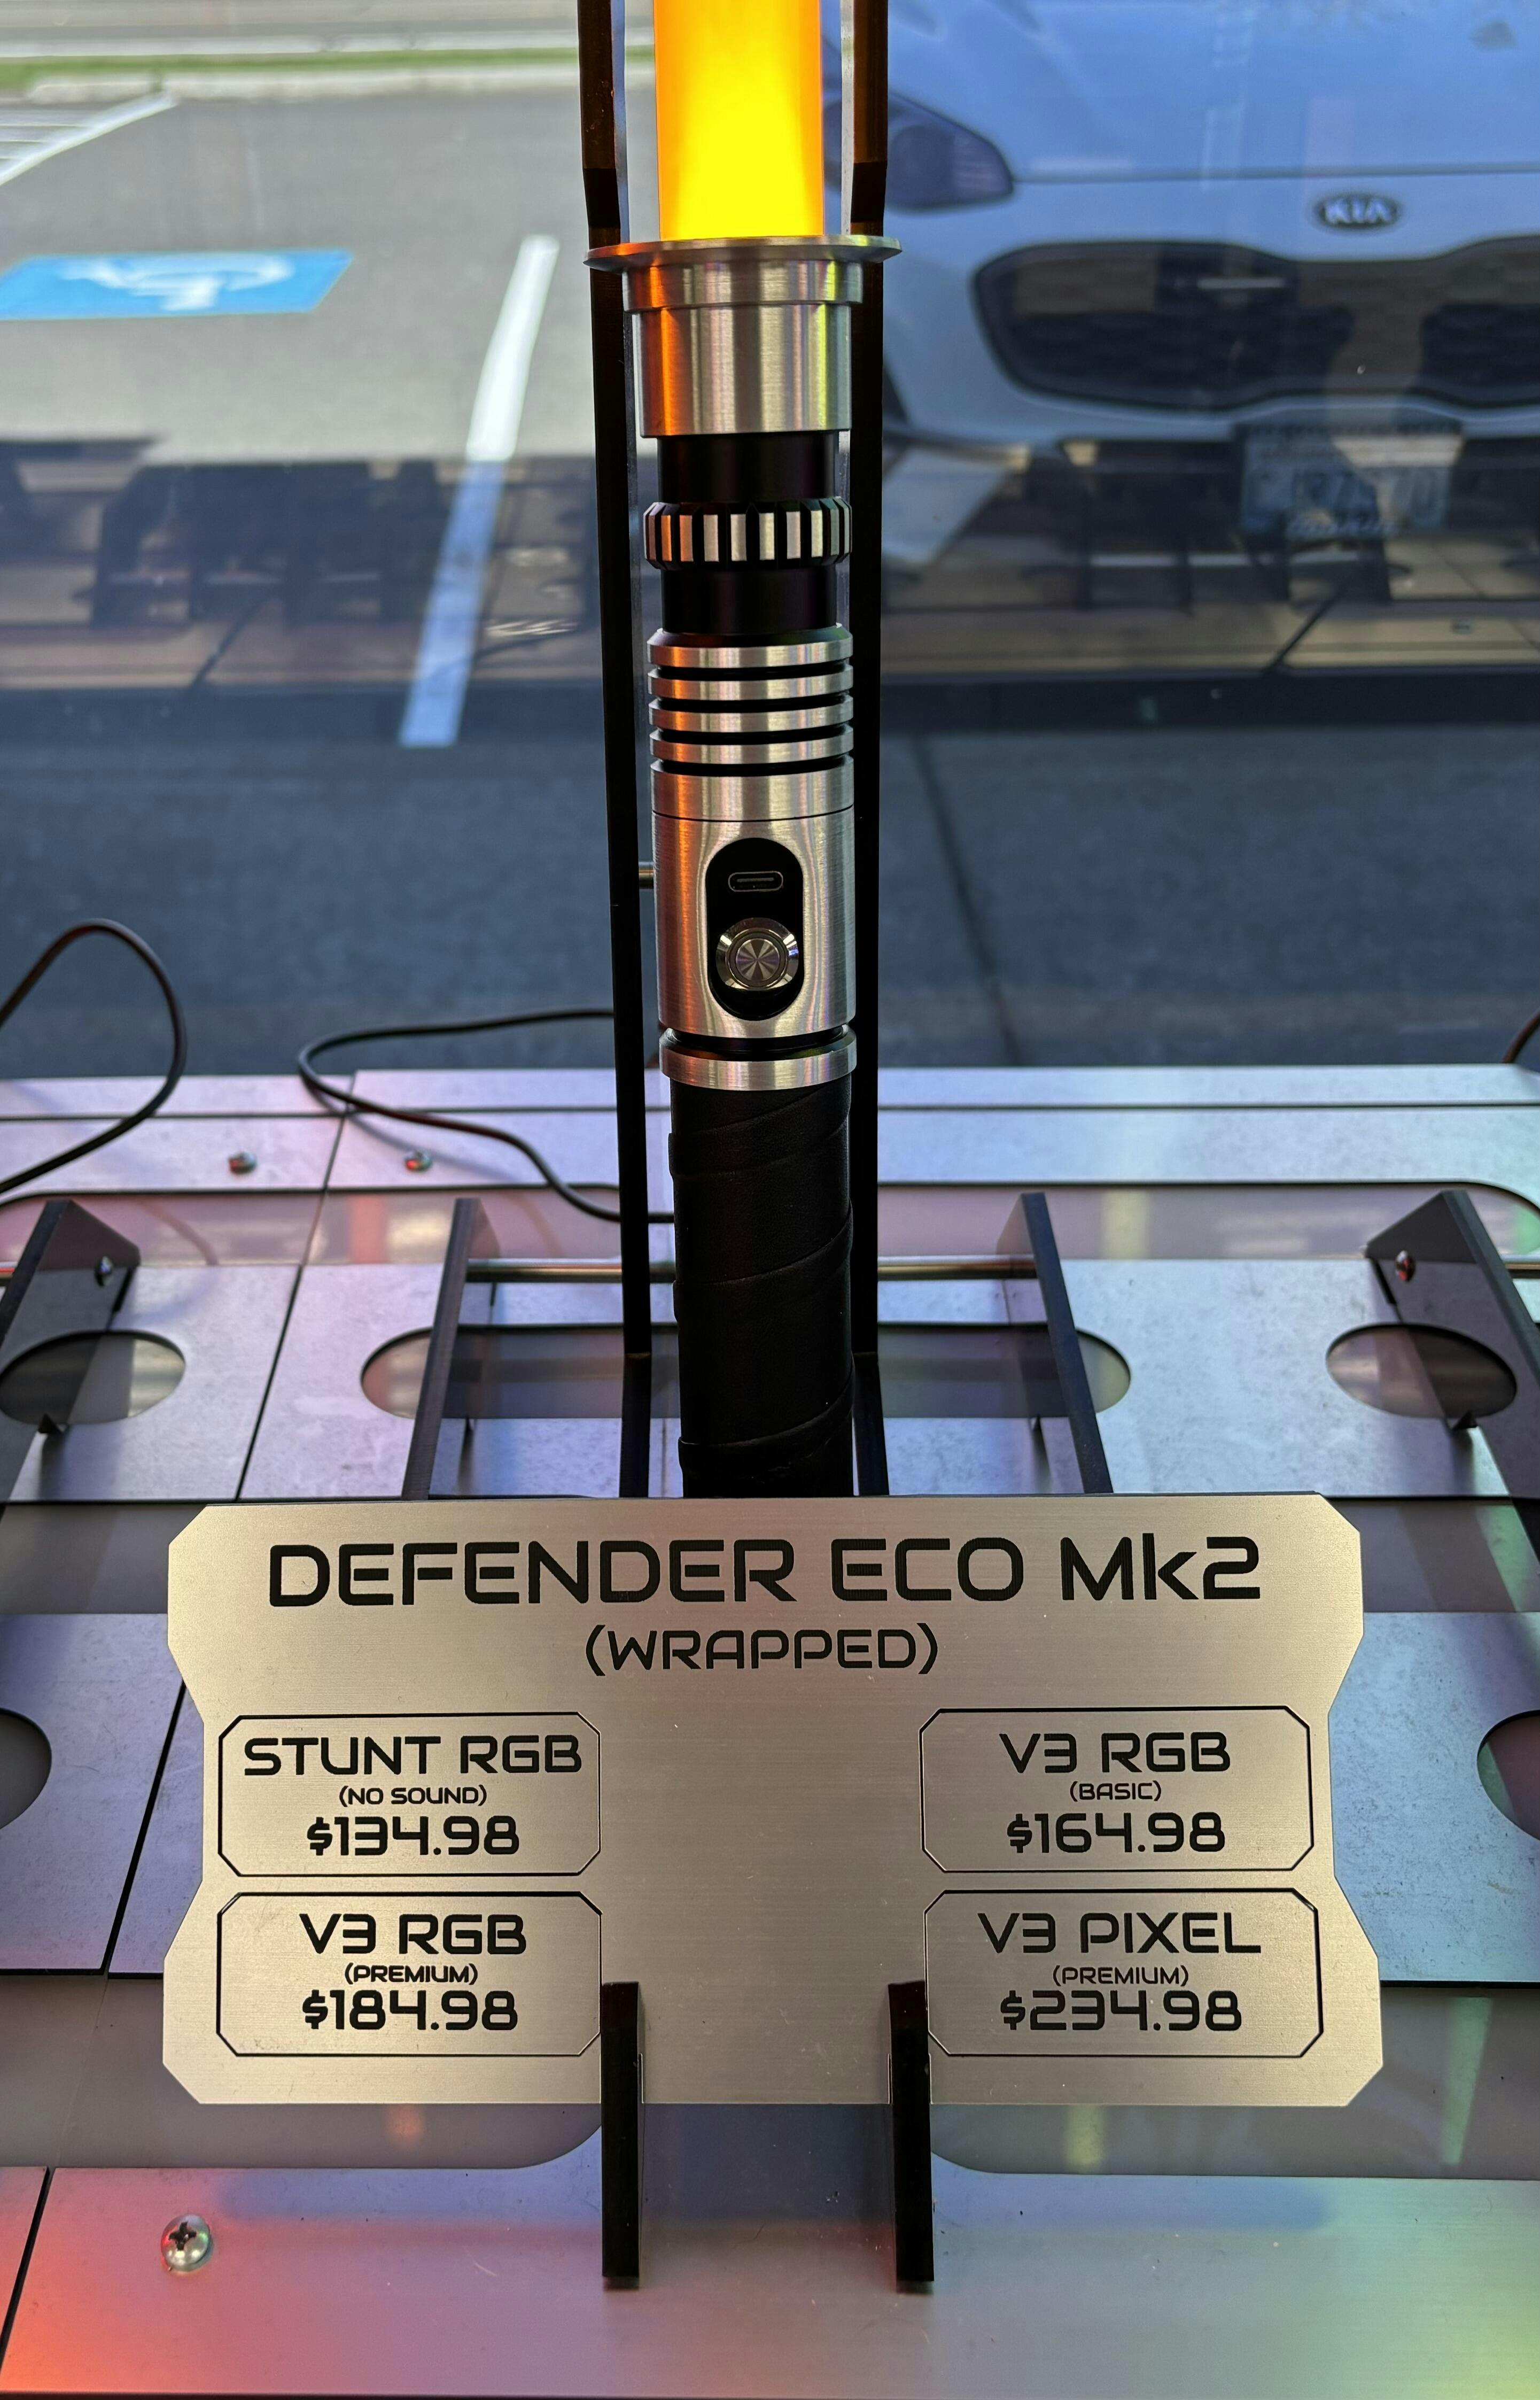 KIA
DEFENDER ECO Mk2
(WRAPPED)
STUNT RGB
(NO SOUND)
$134.98
V3 RGB
(BASIC)
$164.98
V3 RGB
(PREMIUM)
$184.98
V3 PIXEL
(PREMIUM)
$234.98